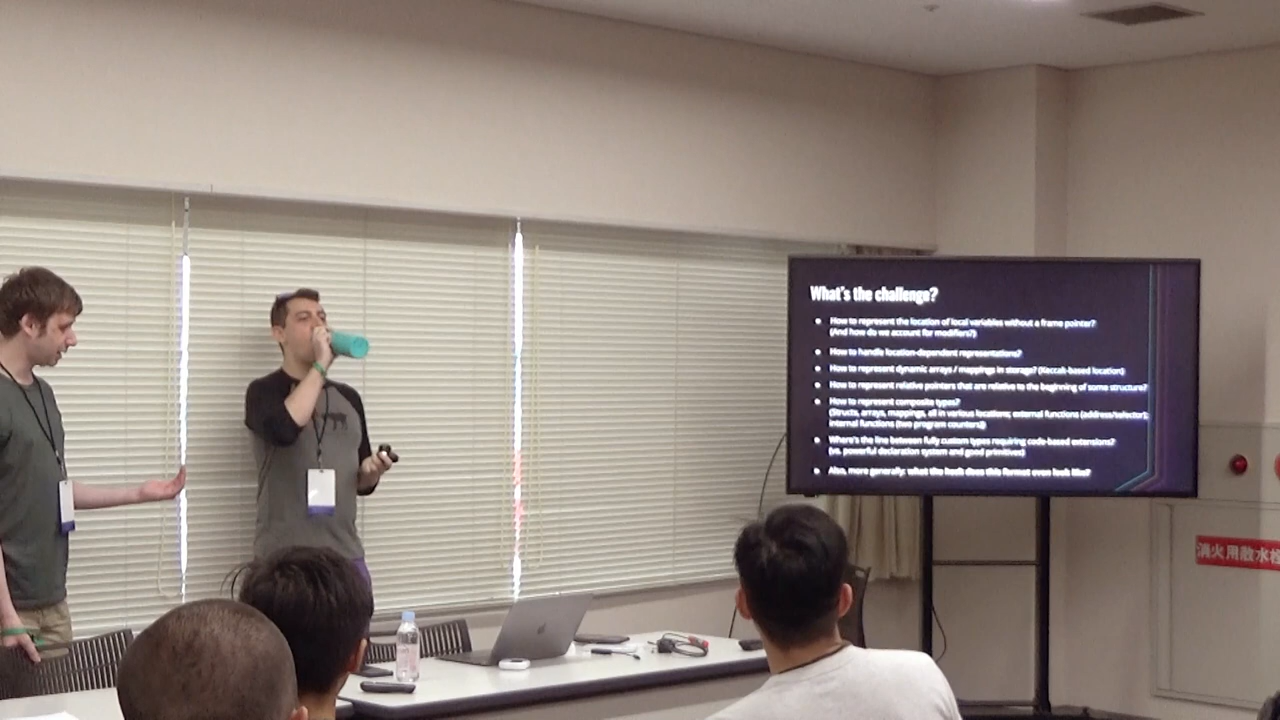 What's the challenge?
● How to represent the location of local variables without a frame pointer?
(And how do we account for modifiers?)
● How to handle location-dependent representations?
● How to represent dynamic arrays / mappings in storage? (Keccak-based location)
● How to represent relative pointers that are relative to the beginning of some structure?
● How to represent composite types?
(Structs, arrays, mappings, all in various locations; external functions (address/selector),
internal functions (two program counters))
● Where's the line between fully custom types requiring code-based extensions?
(vs. powerful declaration system and good primitives)
● Also, more generally: what the heck does this format even look like?
消火用散水栓